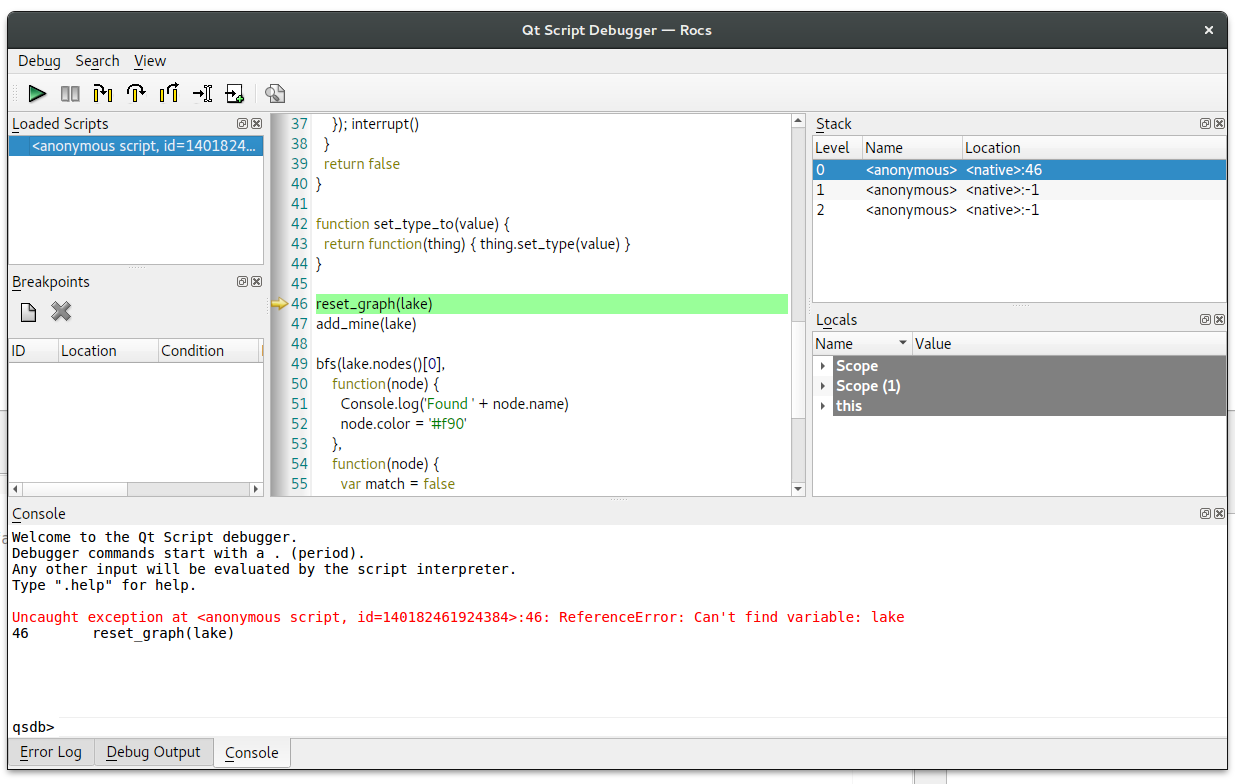 Qt Script Debugger — Rocs
Debug Search View
Loaded Scripts
<anonymous script, id=1401824...
Breakpoints
ID Location Condition
37 }); interrupt()
38 }
39 return false
40 }
41
42 function set_type_to(value) {
43 return function(thing) { thing.set_type(value) }
44 }
45
46 reset_graph(lake)
47 add_mine(lake)
48
49 bfs(lake.nodes()[0],
50 function(node) {
51 Console.log('Found ' + node.name)
52 node.color = '#f90'
53 },
54 function(node) {
55 var match = false
Stack
Level Name Location
0 <anonymous> <native>:46
1 <anonymous> <native>:-1
2 <anonymous> <native>:-1
Locals
Name Value
Scope
Scope (1)
this
Console
Welcome to the Qt Script debugger.
Debugger commands start with a . (period).
Any other input will be evaluated by the script interpreter.
Type ".help" for help.
Uncaught exception at <anonymous script, id=140182461924384>:46: ReferenceError: Can't find variable: lake
46 reset_graph(lake)
qsdb>
Error Log Debug Output Console